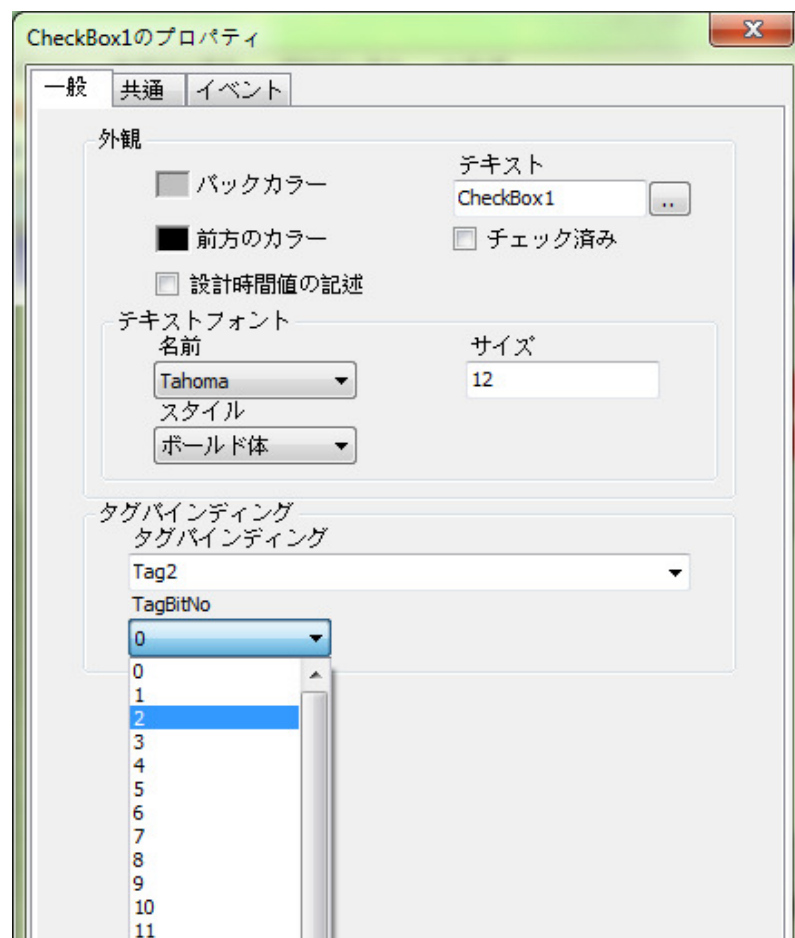 CheckBox1のプロパティ
一般 共通 イベント
外観
バックカラー
テキスト
CheckBox1
..
前方のカラー
チェック済み
設計時間値の記述
テキストフォント
名前
サイズ
Tahoma
12
スタイル
ボールド体
タグバインディング
タグバインディング
Tag2
TagBitNo
0
0
1
2
3
4
5
6
7
8
9
10
11